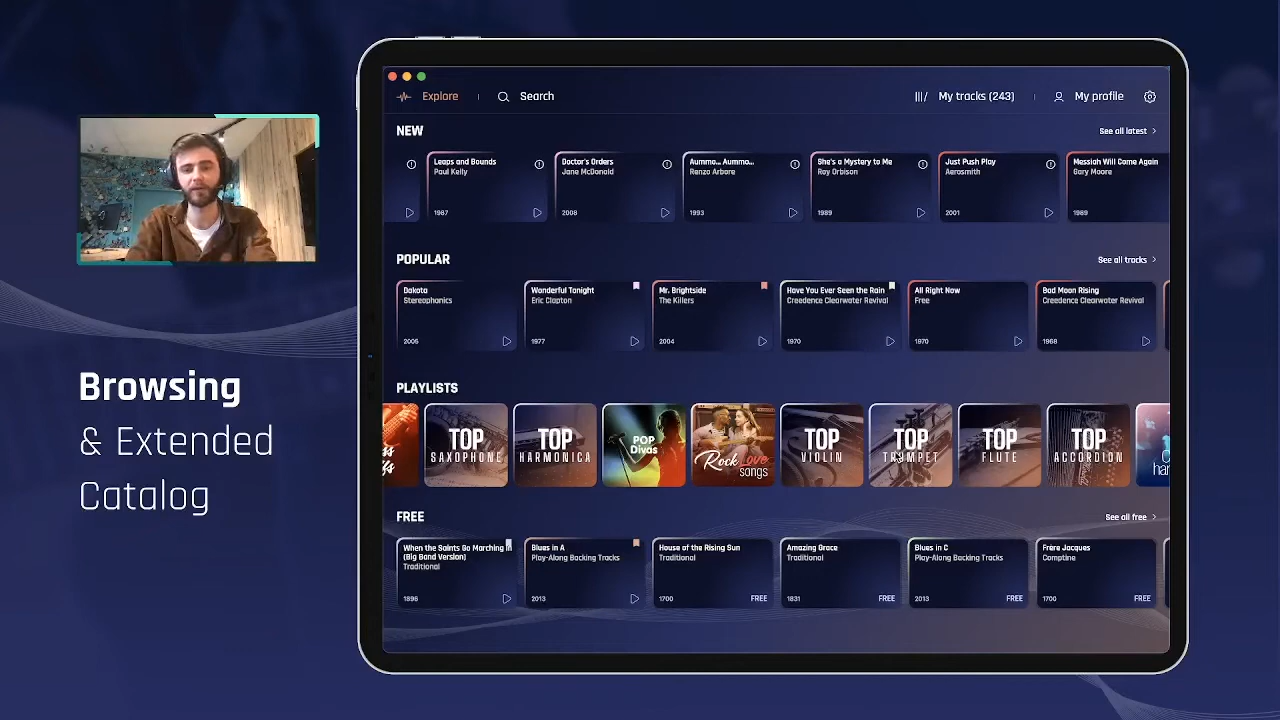 Explore
Search
My tracks (243)
My profile
NEW
See all latest
Leaps and Bounds
Paul Kelly
1987
Doctor's Orders
Jane McDonald
2008
Aummo... Aummo...
Renzo Arbore
1993
She's a Mystery to Me
Roy Orbison
1989
Just Push Play
Aerosmith
2001
Messiah Will Come Again
Gary Moore
1989
POPULAR
See all tracks
Dakota
Stereophonics
2005
Wonderful Tonight
Eric Clapton
1977
Mr. Brightside
The Killers
2004
Have You Ever Seen the Rain
Creedence Clearwater Revival
1970
All Right Now
Free
1970
Bad Moon Rising
Creedence Clearwater Revival
1968
Browsing
& Extended
Catalog
PLAYLISTS
TOP
SAXOPHONE
TOP
HARMONICA
POP
Divas
Rock Love
songs
TOP
VIOLIN
TOP
TRUMPET
TOP
FLUTE
TOP
ACCORDION
FREE
See all free
When the Saints Go Marching In
(Big Band Version)
Traditional
1896
Blues in A
Play-Along Backing Tracks
2013
House of the Rising Sun
Traditional
1700
FREE
Amazing Grace
Traditional
1831
FREE
Blues in C
Play-Along Backing Tracks
2013
FREE
Frère Jacques
Comptine
1700
FREE